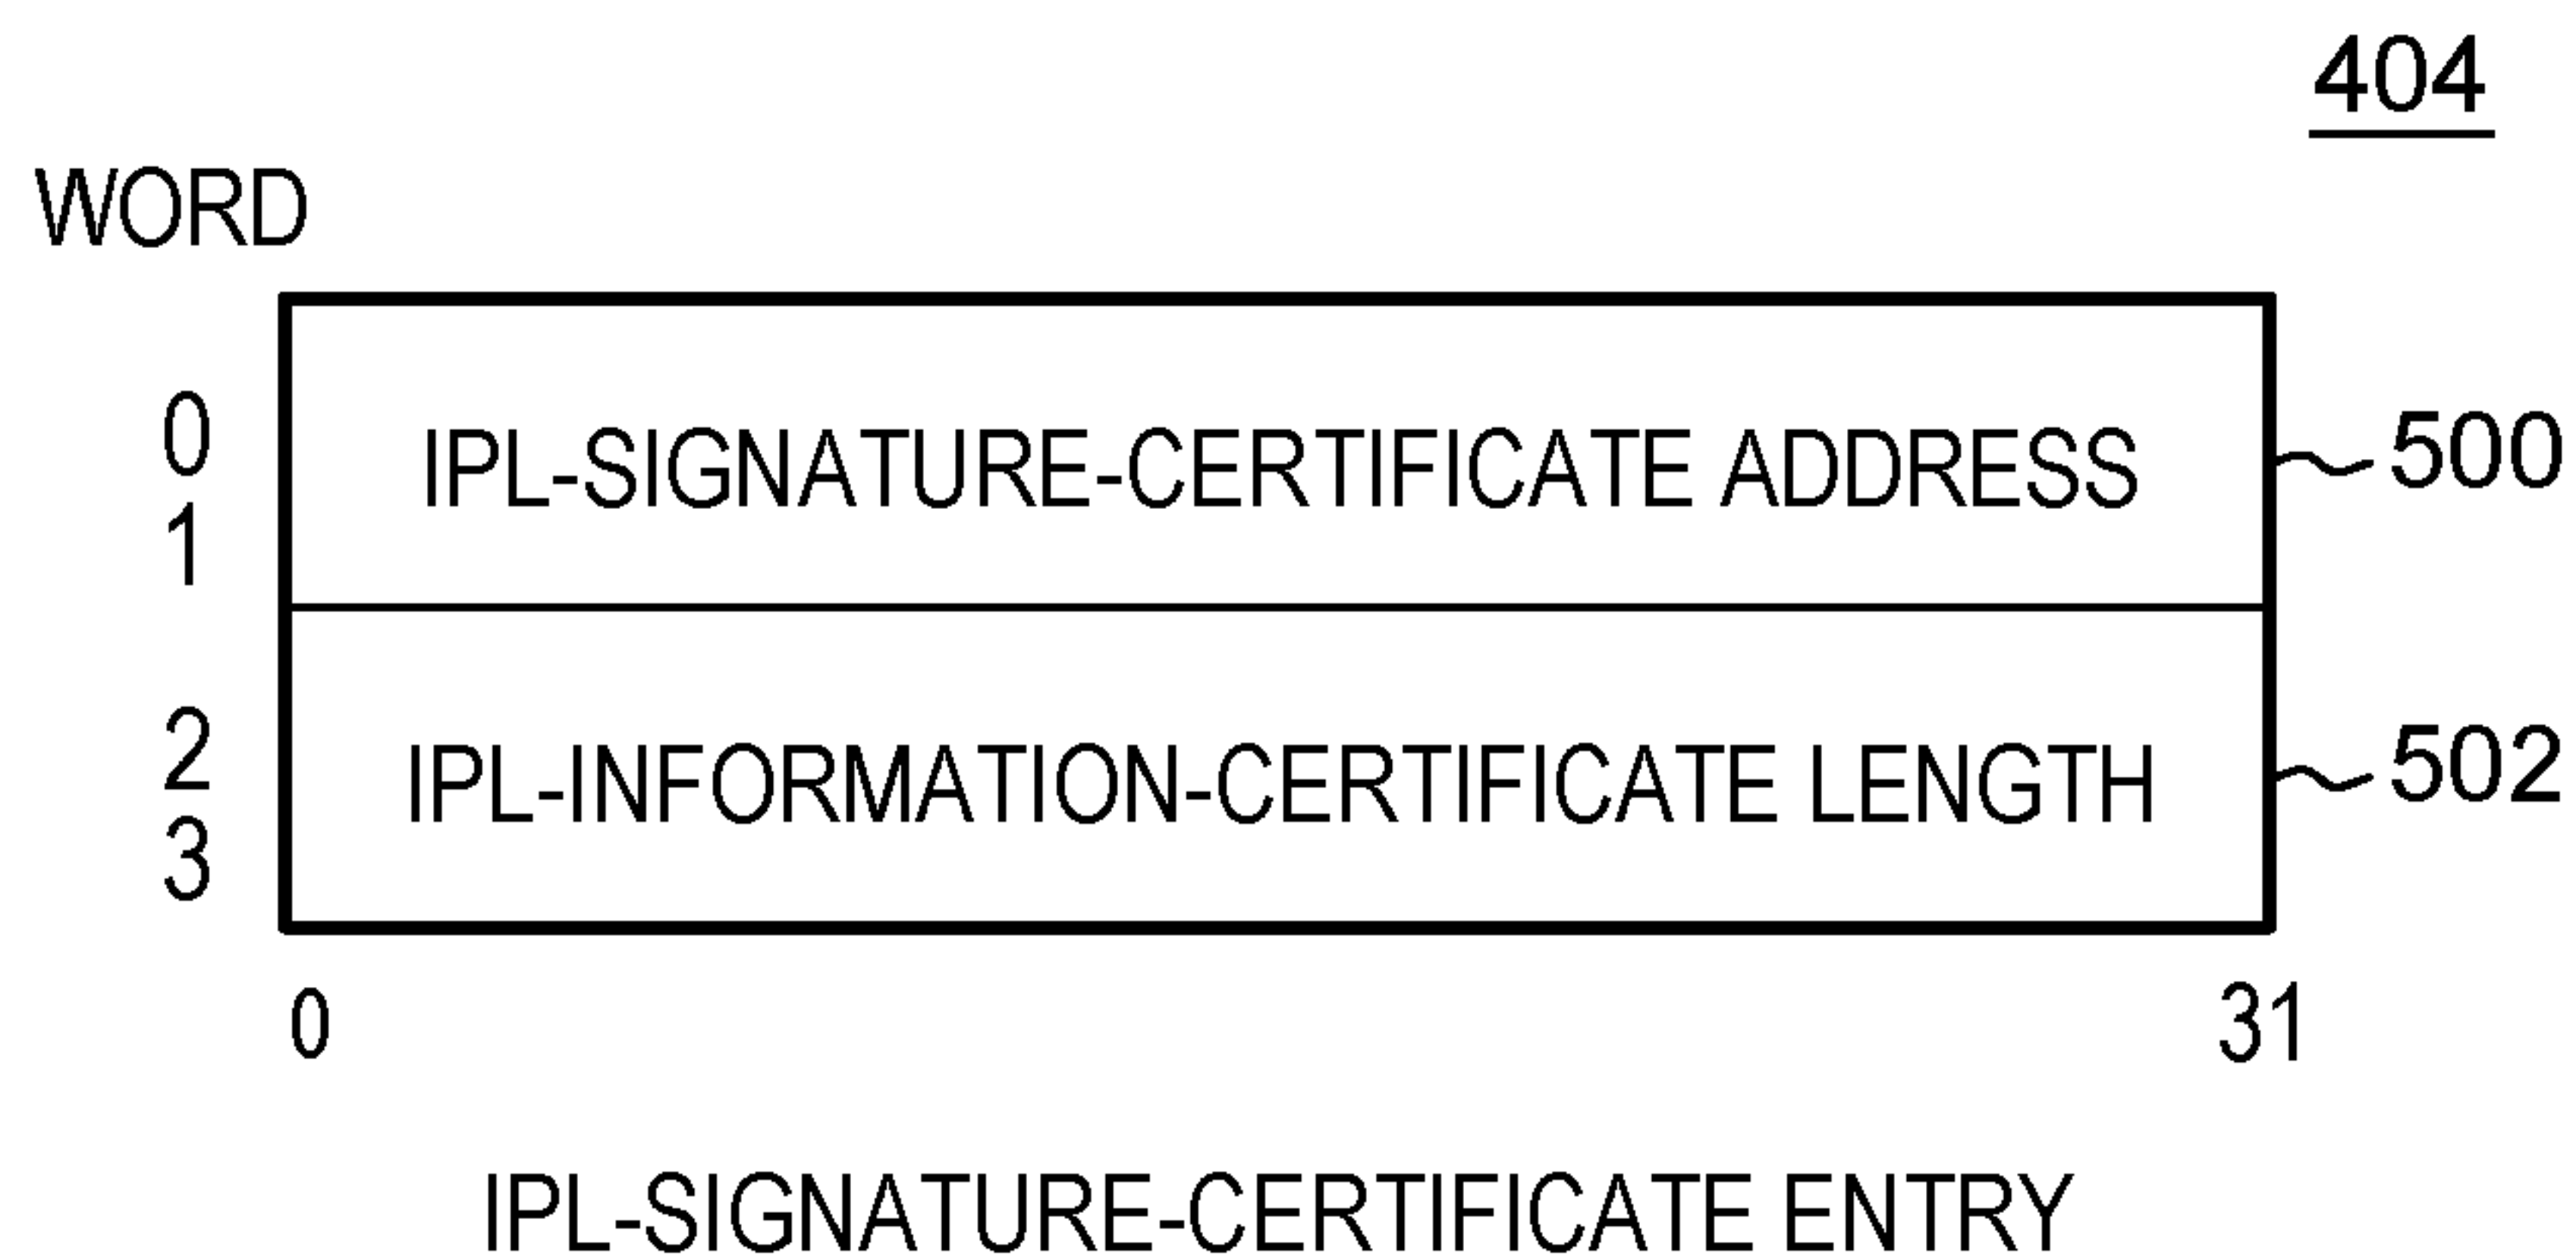 404
WORD
0
1
IPL-SIGNATURE-CERTIFICATE ADDRESS
500
2
3
IPL-INFORMATION-CERTIFICATE LENGTH
502
0
31
IPL-SIGNATURE-CERTIFICATE ENTRY